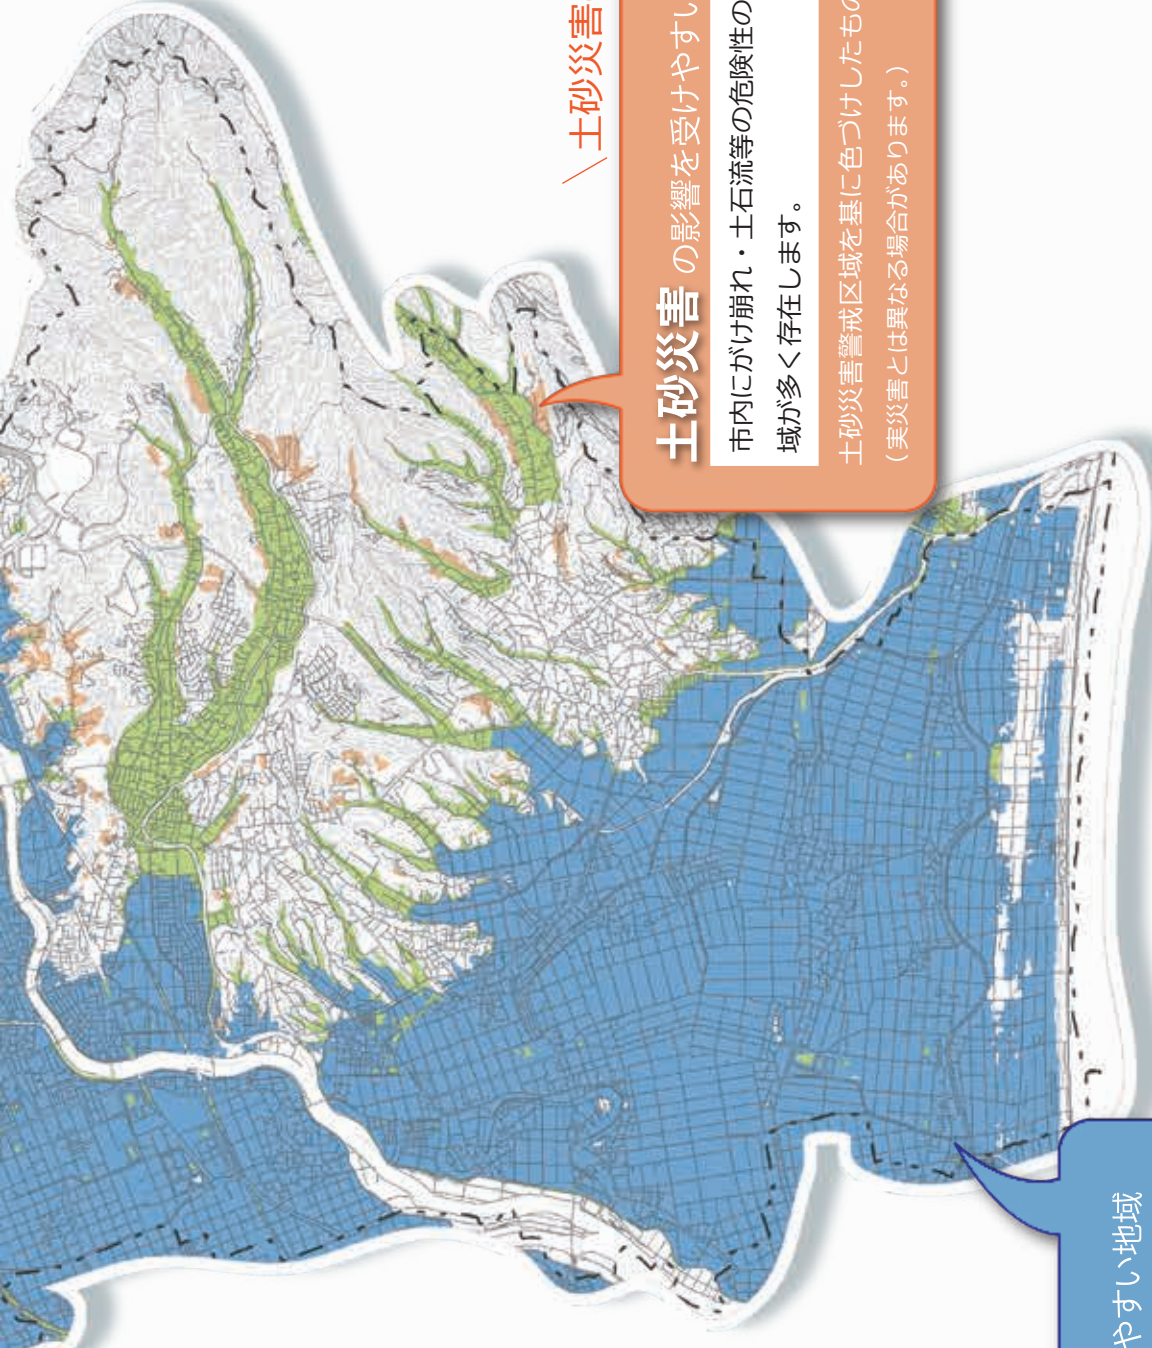 土砂災害
土砂災害 の影響を受けやすい
市内にがけ崩れ・土石流等の危険性の
域が多く存在します。
土砂災害警戒区域を基に色づけしたもの
（実災害とは異なる場合があります。）
やすい地域